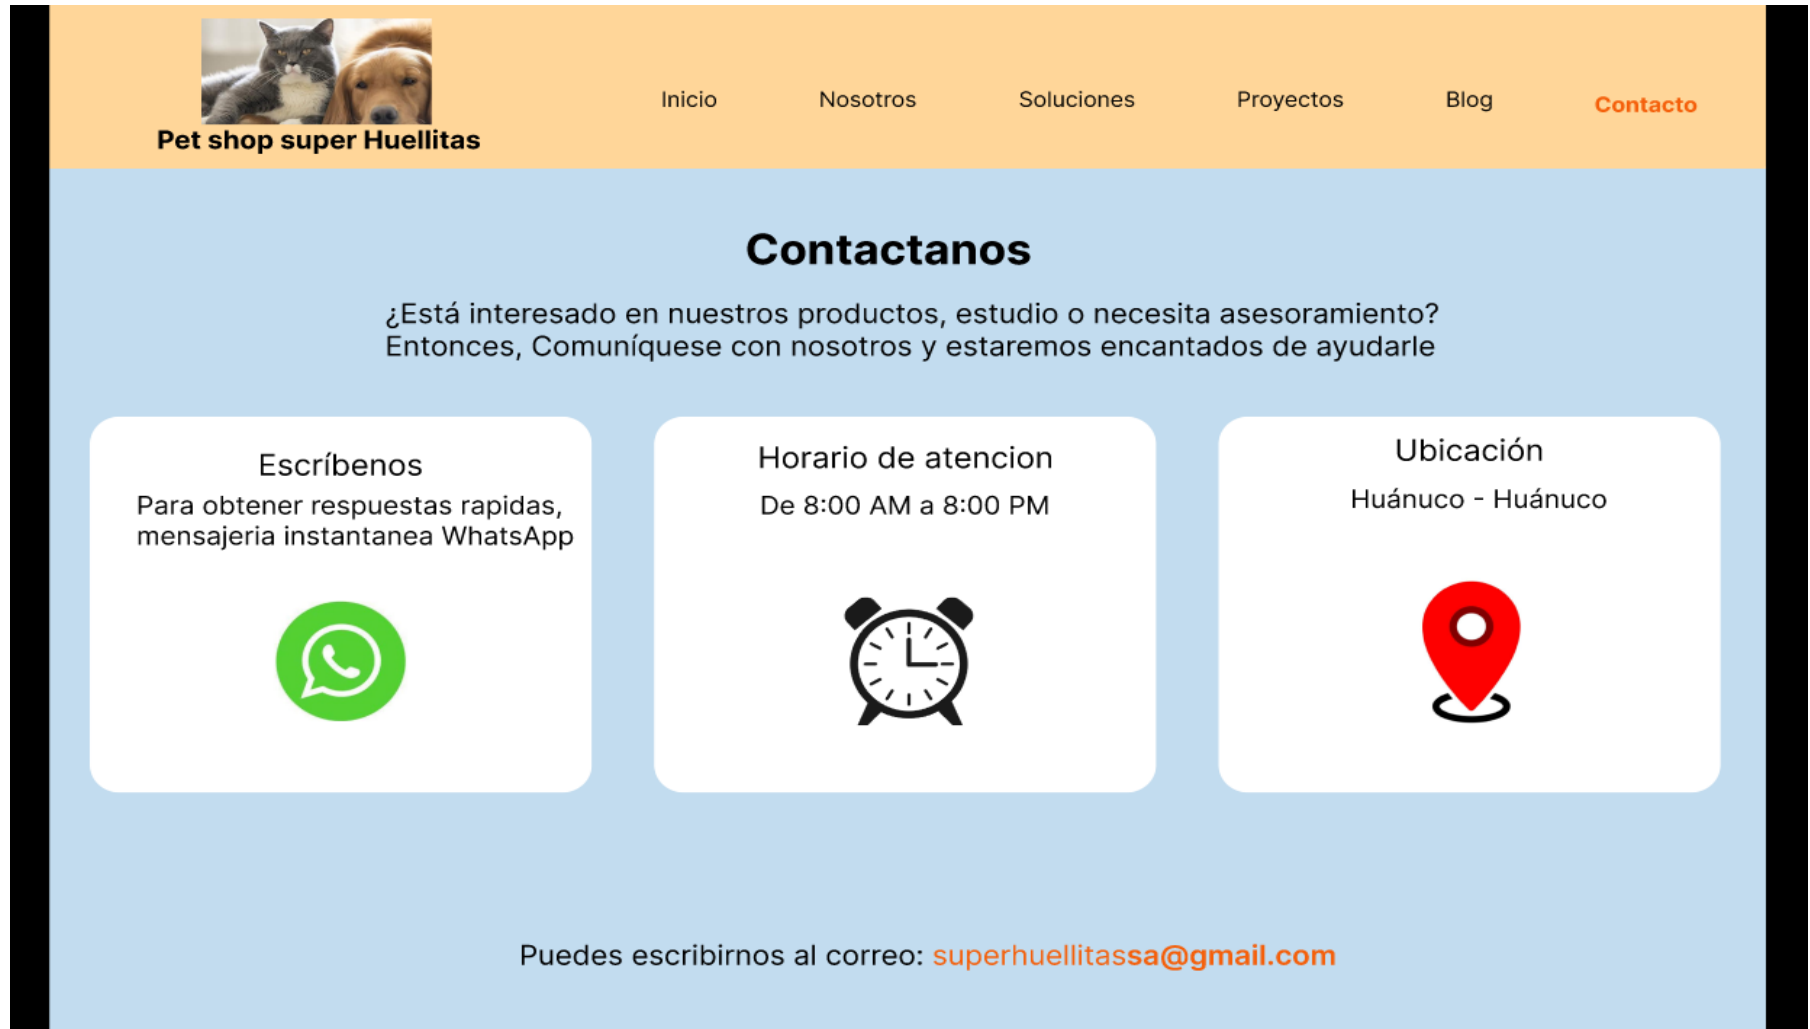 Pet shop super Huellitas
Inicio
Nosotros
Soluciones
Proyectos
Blog
Contacto
Contactanos
¿Está interesado en nuestros productos, estudio o necesita asesoramiento?
Entonces, Comuníquese con nosotros y estaremos encantados de ayudarle
Escríbenos
Para obtener respuestas rapidas,
mensajeria instantanea WhatsApp
Horario de atencion
De 8:00 AM a 8:00 PM
Ubicación
Huánuco - Huánuco
Puedes escribirnos al correo: superhuellitassa@gmail.com